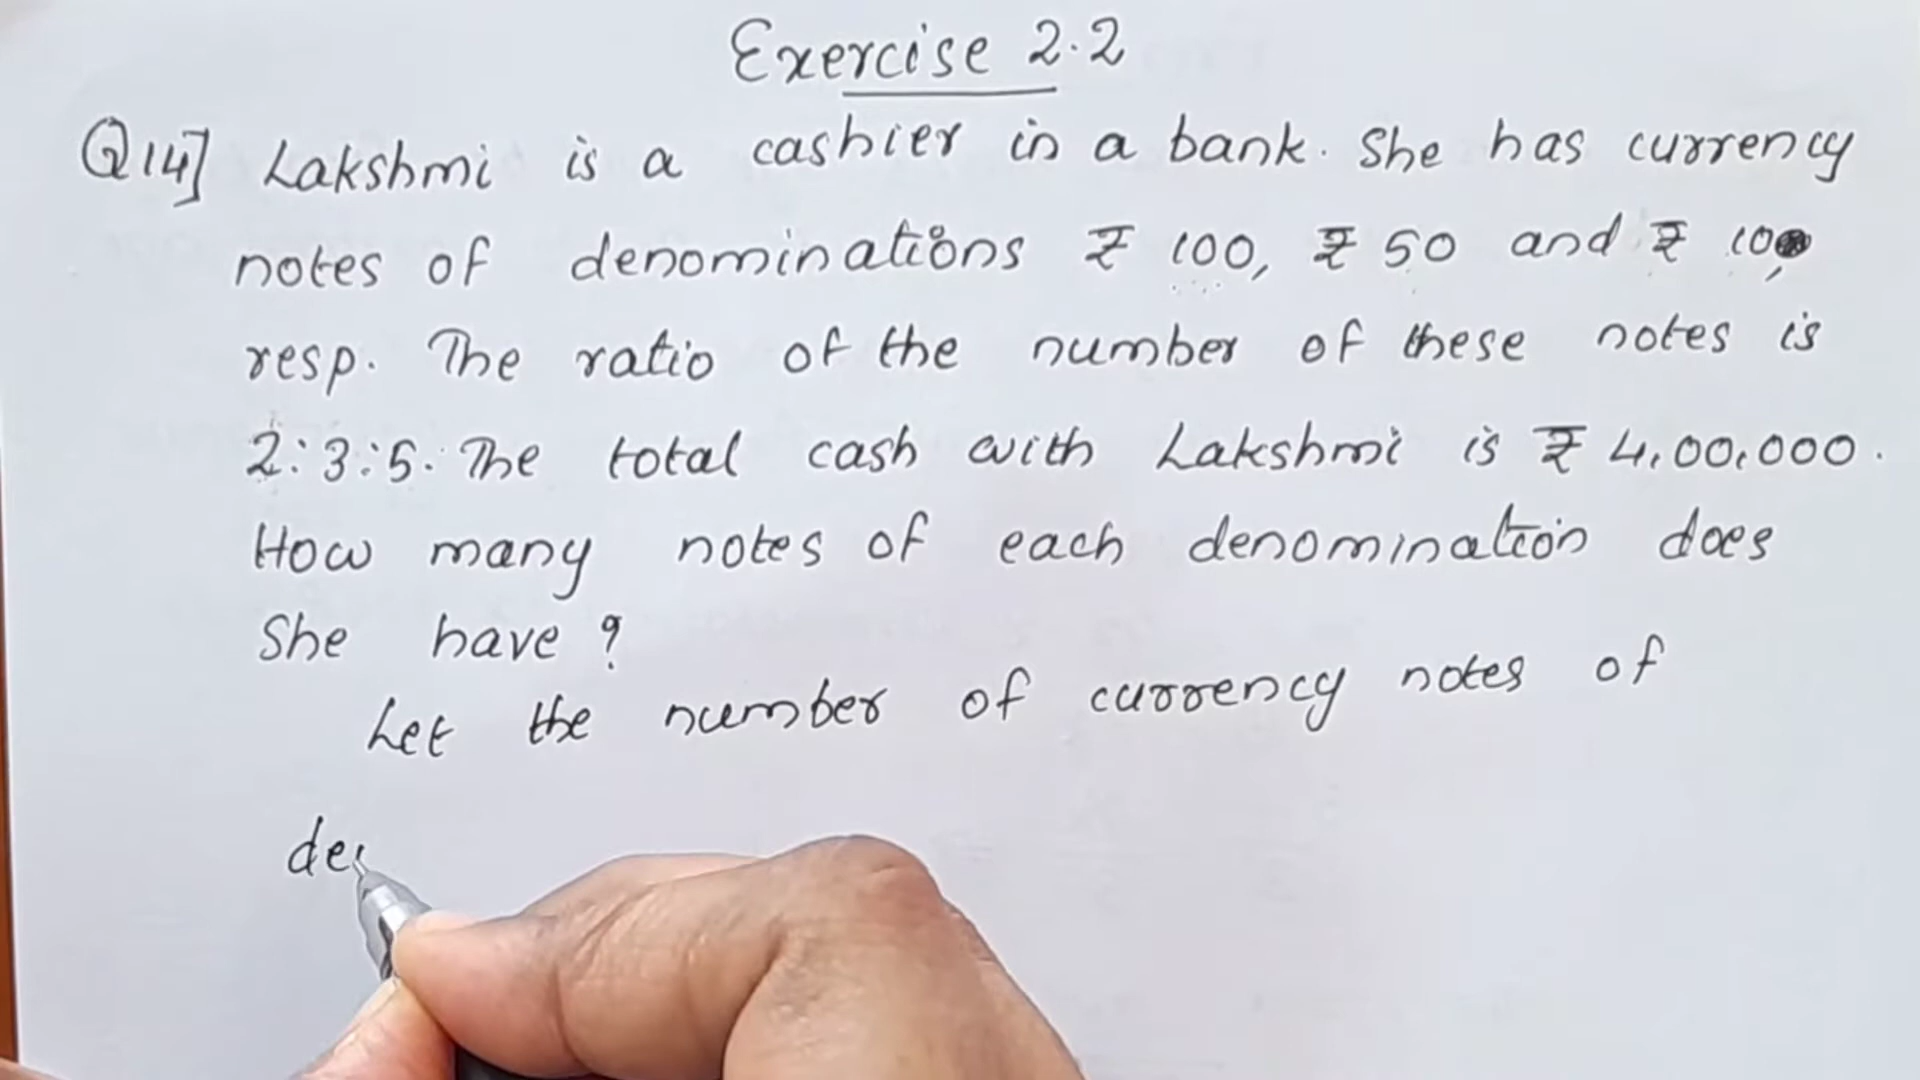 Exercise 2.2
Q14] Lakshmi is a cashier in a bank. She has currency
notes of denominations ₹ 100, ₹ 50 and ₹ 10,
resp. The ratio of the number of these notes is
2:3:5. The total cash with Lakshmi is ₹ 4,00,000.
How many notes of each denomination does
She have?
Let the number of currency notes of
den